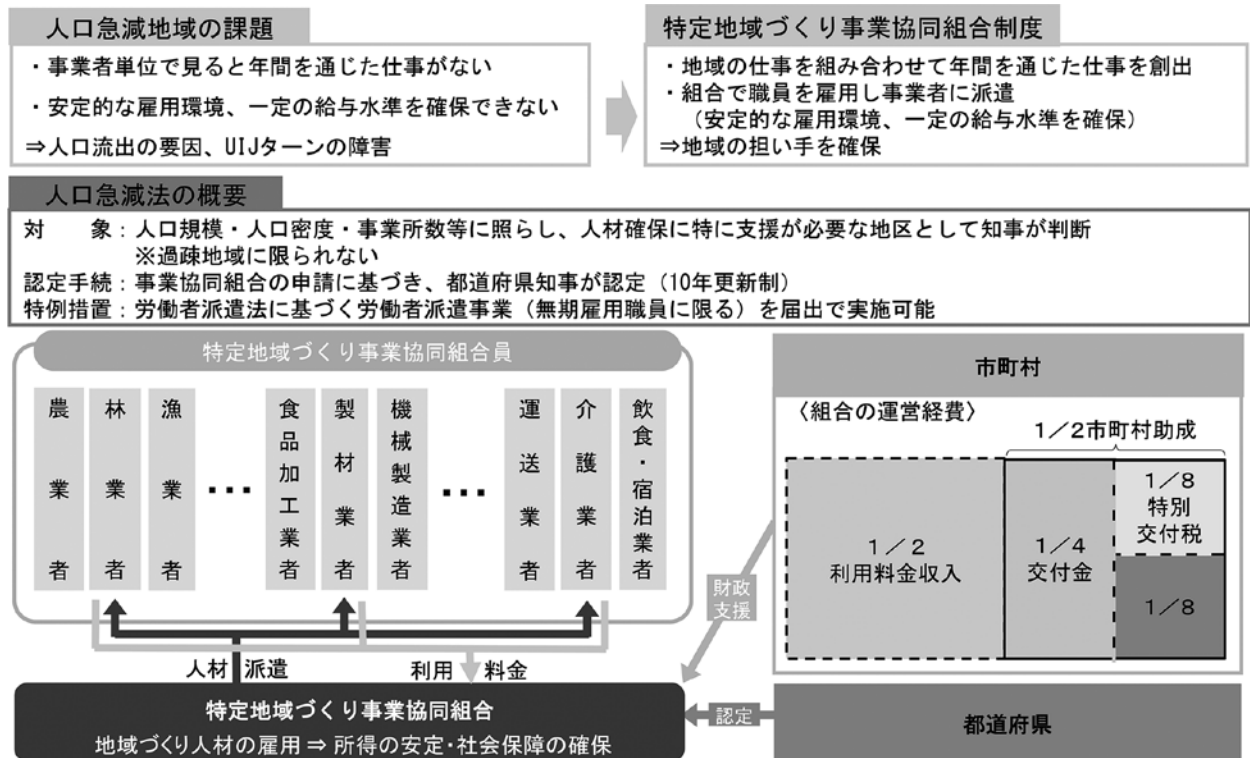 人口急減地域の課題
・事業者単位で見ると年間を通じた仕事がない
・安定的な雇用環境、一定の給与水準を確保できない
⇒人口流出の要因、UIJターンの障害
特定地域づくり事業協同組合制度
・地域の仕事を組み合わせて年間を通じた仕事を創出
・組合で職員を雇用し事業者に派遣
（安定的な雇用環境、一定の給与水準を確保）
⇒地域の担い手を確保
人口急減法の概要
対　　象：人口規模・人口密度・事業所数等に照らし、人材確保に特に支援が必要な地区として知事が判断
※過疎地域に限られない
認定手続：事業協同組合の申請に基づき、都道府県知事が認定（10年更新制）
特例措置：労働者派遣法に基づく労働者派遣事業（無期雇用職員に限る）を届出で実施可能
特定地域づくり事業協同組合員
農業者
林業者
漁業者
…
食品加工業者
製材業者
機械製造業者
…
運送業者
介護業者
飲食・宿泊業者
人材派遣
利用料金
特定地域づくり事業協同組合
地域づくり人材の雇用 ⇒ 所得の安定・社会保障の確保
財政
支援
認定
市町村
〈組合の運営経費〉
１／２市町村助成
１／２
利用料金収入
１／４
交付金
１／８
特別
交付税
１／８
都道府県